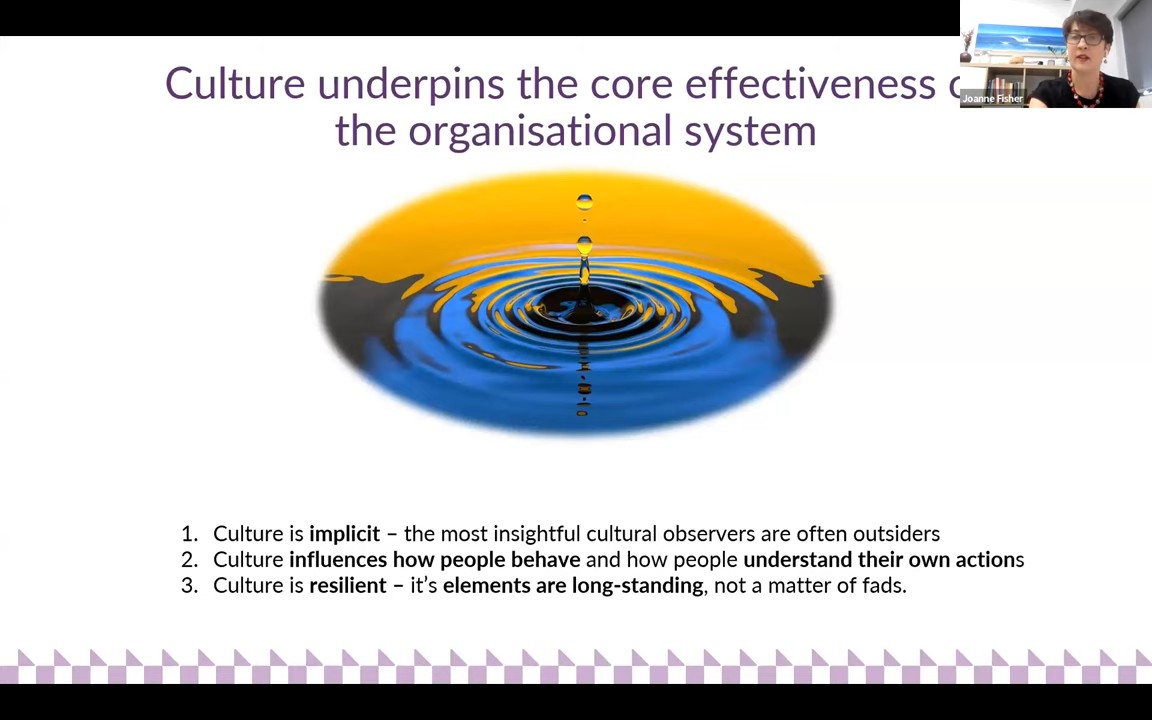 Culture underpins the core effectiveness
the organisational system
Joanne Fisher
1. Culture is implicit – the most insightful cultural observers are often outsiders
2. Culture influences how people behave and how people understand their own actions
3. Culture is resilient – it’s elements are long-standing, not a matter of fads.